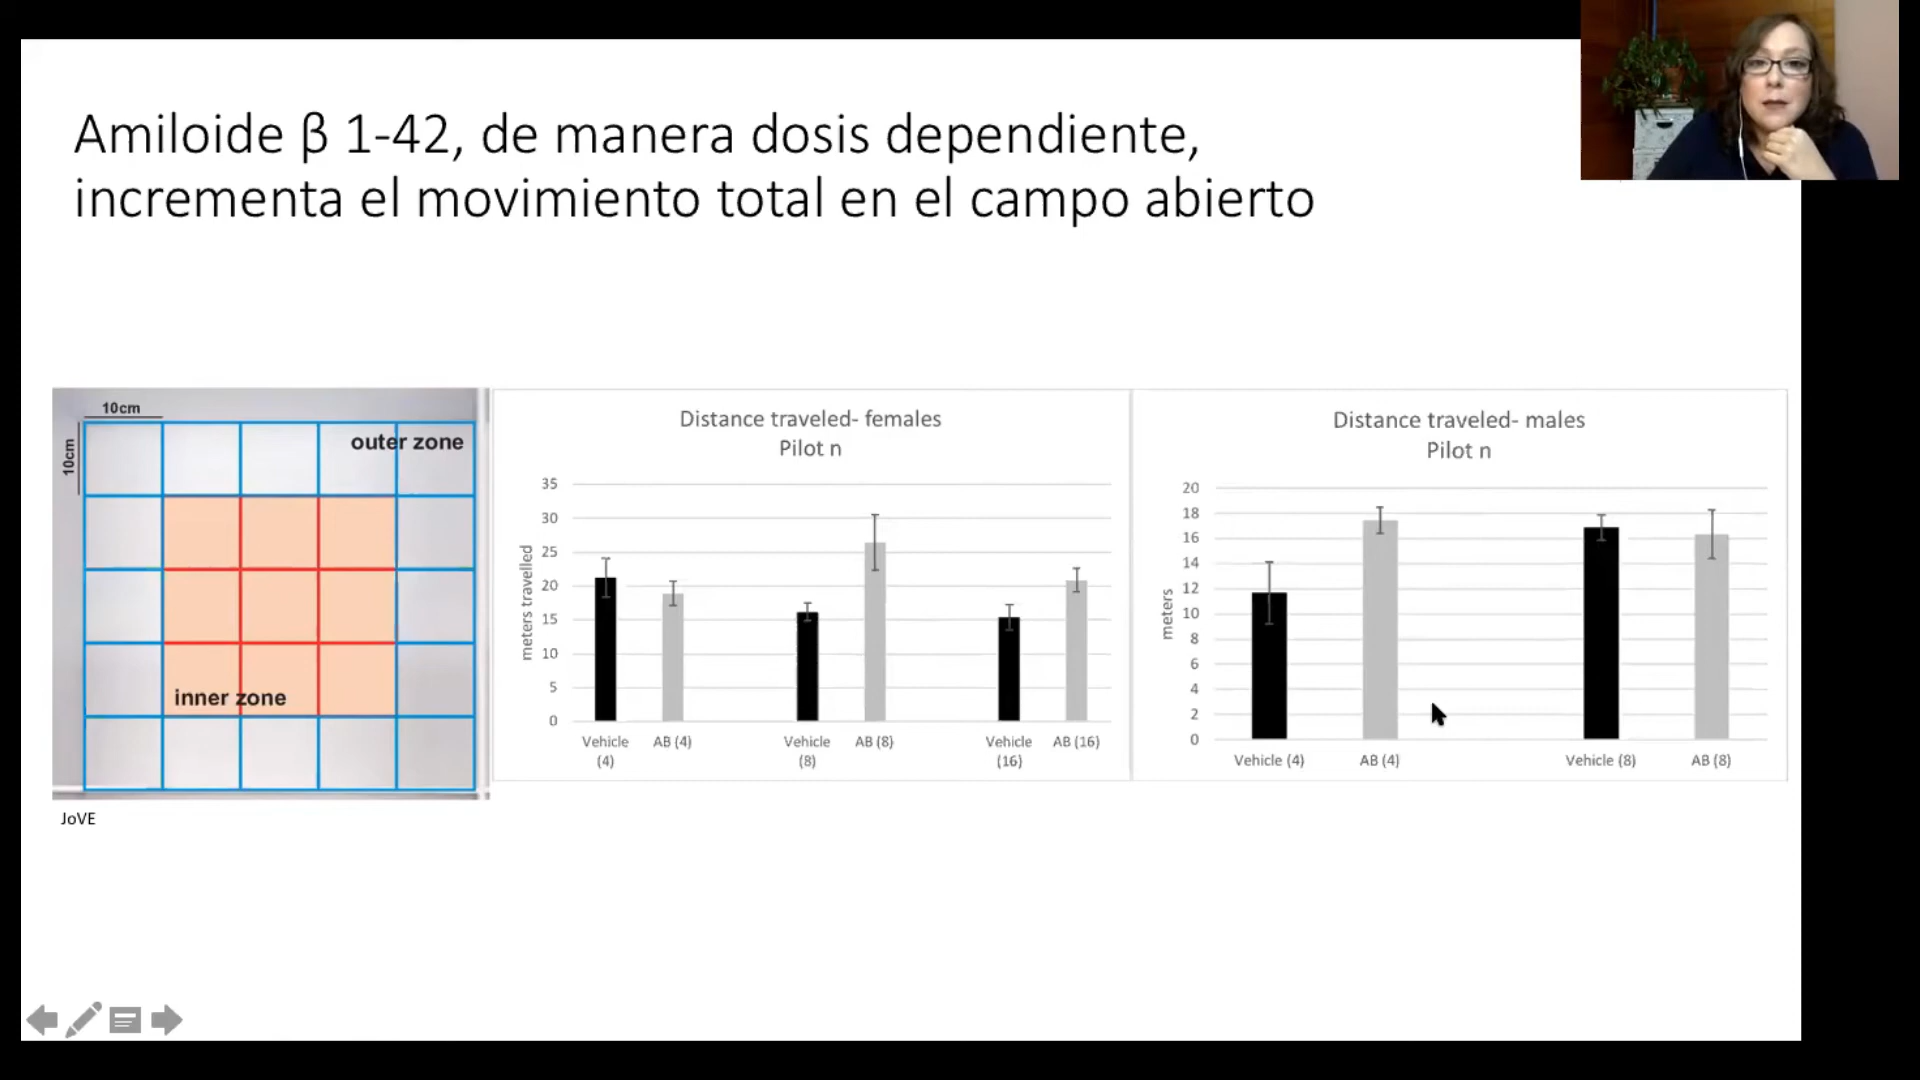 Amiloide β 1-42, de manera dosis dependiente,
incrementa el movimiento total en el campo abierto
10cm
10cm
outer zone
inner zone
JoVE
Distance traveled- females
Pilot n
meters travelled
35
30
25
20
15
10
5
0
Vehicle (4)
AB (4)
Vehicle (8)
AB (8)
Vehicle (16)
AB (16)
Distance traveled- males
Pilot n
meters
20
18
16
14
12
10
8
6
4
2
0
Vehicle (4)
AB (4)
Vehicle (8)
AB (8)